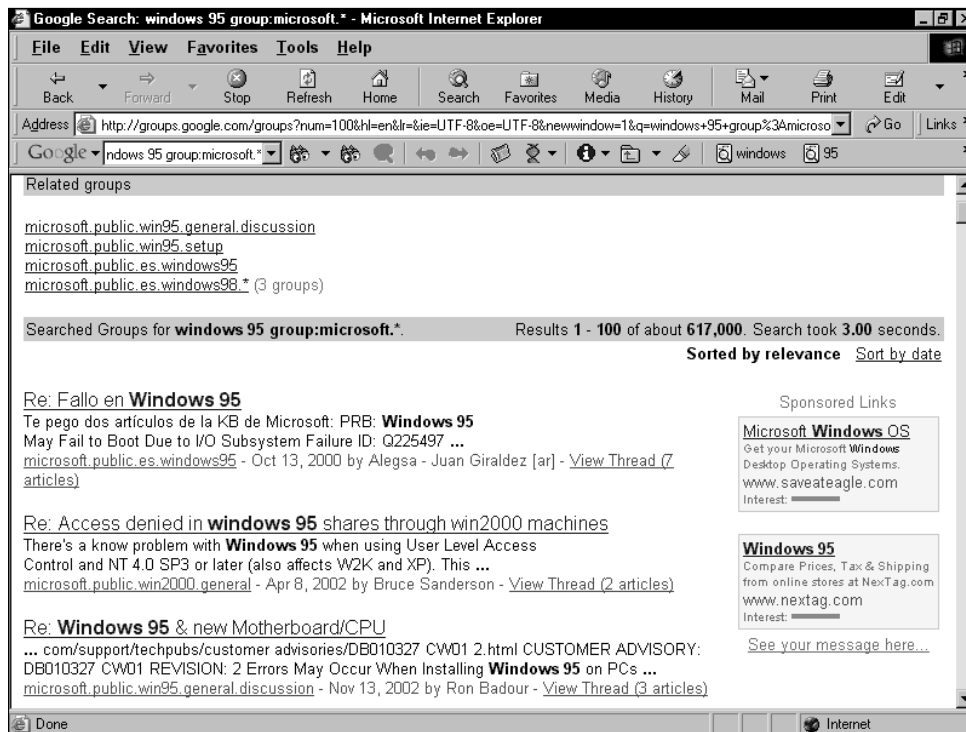 Google Search: windows 95 group:microsoft.* - Microsoft Internet Explorer
File Edit View Favorites Tools Help
Back Forward Stop Refresh Home Search Favorites Media History Mail Print Edit
Address http://groups.google.com/groups?num=100&hl=en&lr=&ie=UTF-8&oe=UTF-8&newwindow=1&q=windows+95+group%3Amicroso Go Links
Google ndows 95 group:microsoft.* windows 95
Related groups
microsoft.public.win95.general.discussion
microsoft.public.win95.setup
microsoft.public.es.windows95
microsoft.public.es.windows98.* (3 groups)
Searched Groups for windows 95 group:microsoft.*. Results 1 - 100 of about 617,000. Search took 3.00 seconds.
Sorted by relevance Sort by date
Re: Fallo en Windows 95
Te pego dos artículos de la KB de Microsoft: PRB: Windows 95
May Fail to Boot Due to I/O Subsystem Failure ID: Q225497 ...
microsoft.public.es.windows95 - Oct 13, 2000 by Alegsa - Juan Giraldez [ar] - View Thread (7
articles)
Re: Access denied in windows 95 shares through win2000 machines
There's a know problem with Windows 95 when using User Level Access
Control and NT 4.0 SP3 or later (also affects W2K and XP). This ...
microsoft.public.win2000.general - Apr 8, 2002 by Bruce Sanderson - View Thread (2 articles)
Re: Windows 95 & new Motherboard/CPU
... com/support/techpubs/customer advisories/DB010327 CW01 2.html CUSTOMER ADVISORY:
DB010327 CW01 REVISION: 2 Errors May Occur When Installing Windows 95 on PCs ...
microsoft.public.win95.general.discussion - Nov 13, 2002 by Ron Badour - View Thread (3 articles)
Sponsored Links
Microsoft Windows OS
Get your Microsoft Windows
Desktop Operating Systems.
www.saveateagle.com
Interest:
Windows 95
Compare Prices, Tax & Shipping
from online stores at NexTag.com
www.nextag.com
Interest:
See your message here...
Done Internet